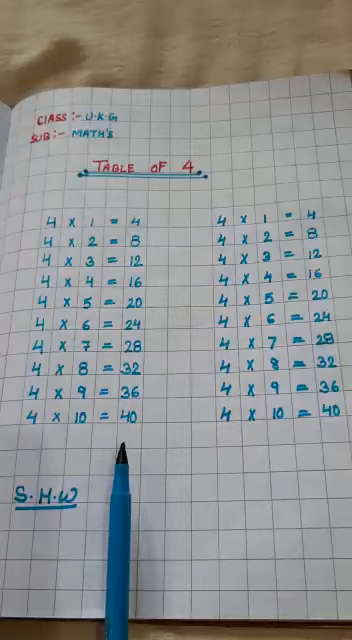 CLASS :- U.K.G
SUB :- MATH'S
TABLE OF 4.
4 x 1 = 4 4 x 1 = 4
4 x 2 = 8 4 x 2 = 8
4 x 3 = 12 4 x 3 = 12
4 x 4 = 16 4 x 4 = 16
4 x 5 = 20 4 x 5 = 20
4 x 6 = 24 4 x 6 = 24
4 x 7 = 28 4 x 7 = 28
4 x 8 = 32 4 x 8 = 32
4 x 9 = 36 4 x 9 = 36
4 x 10 = 40 4 x 10 = 40
S.H.W